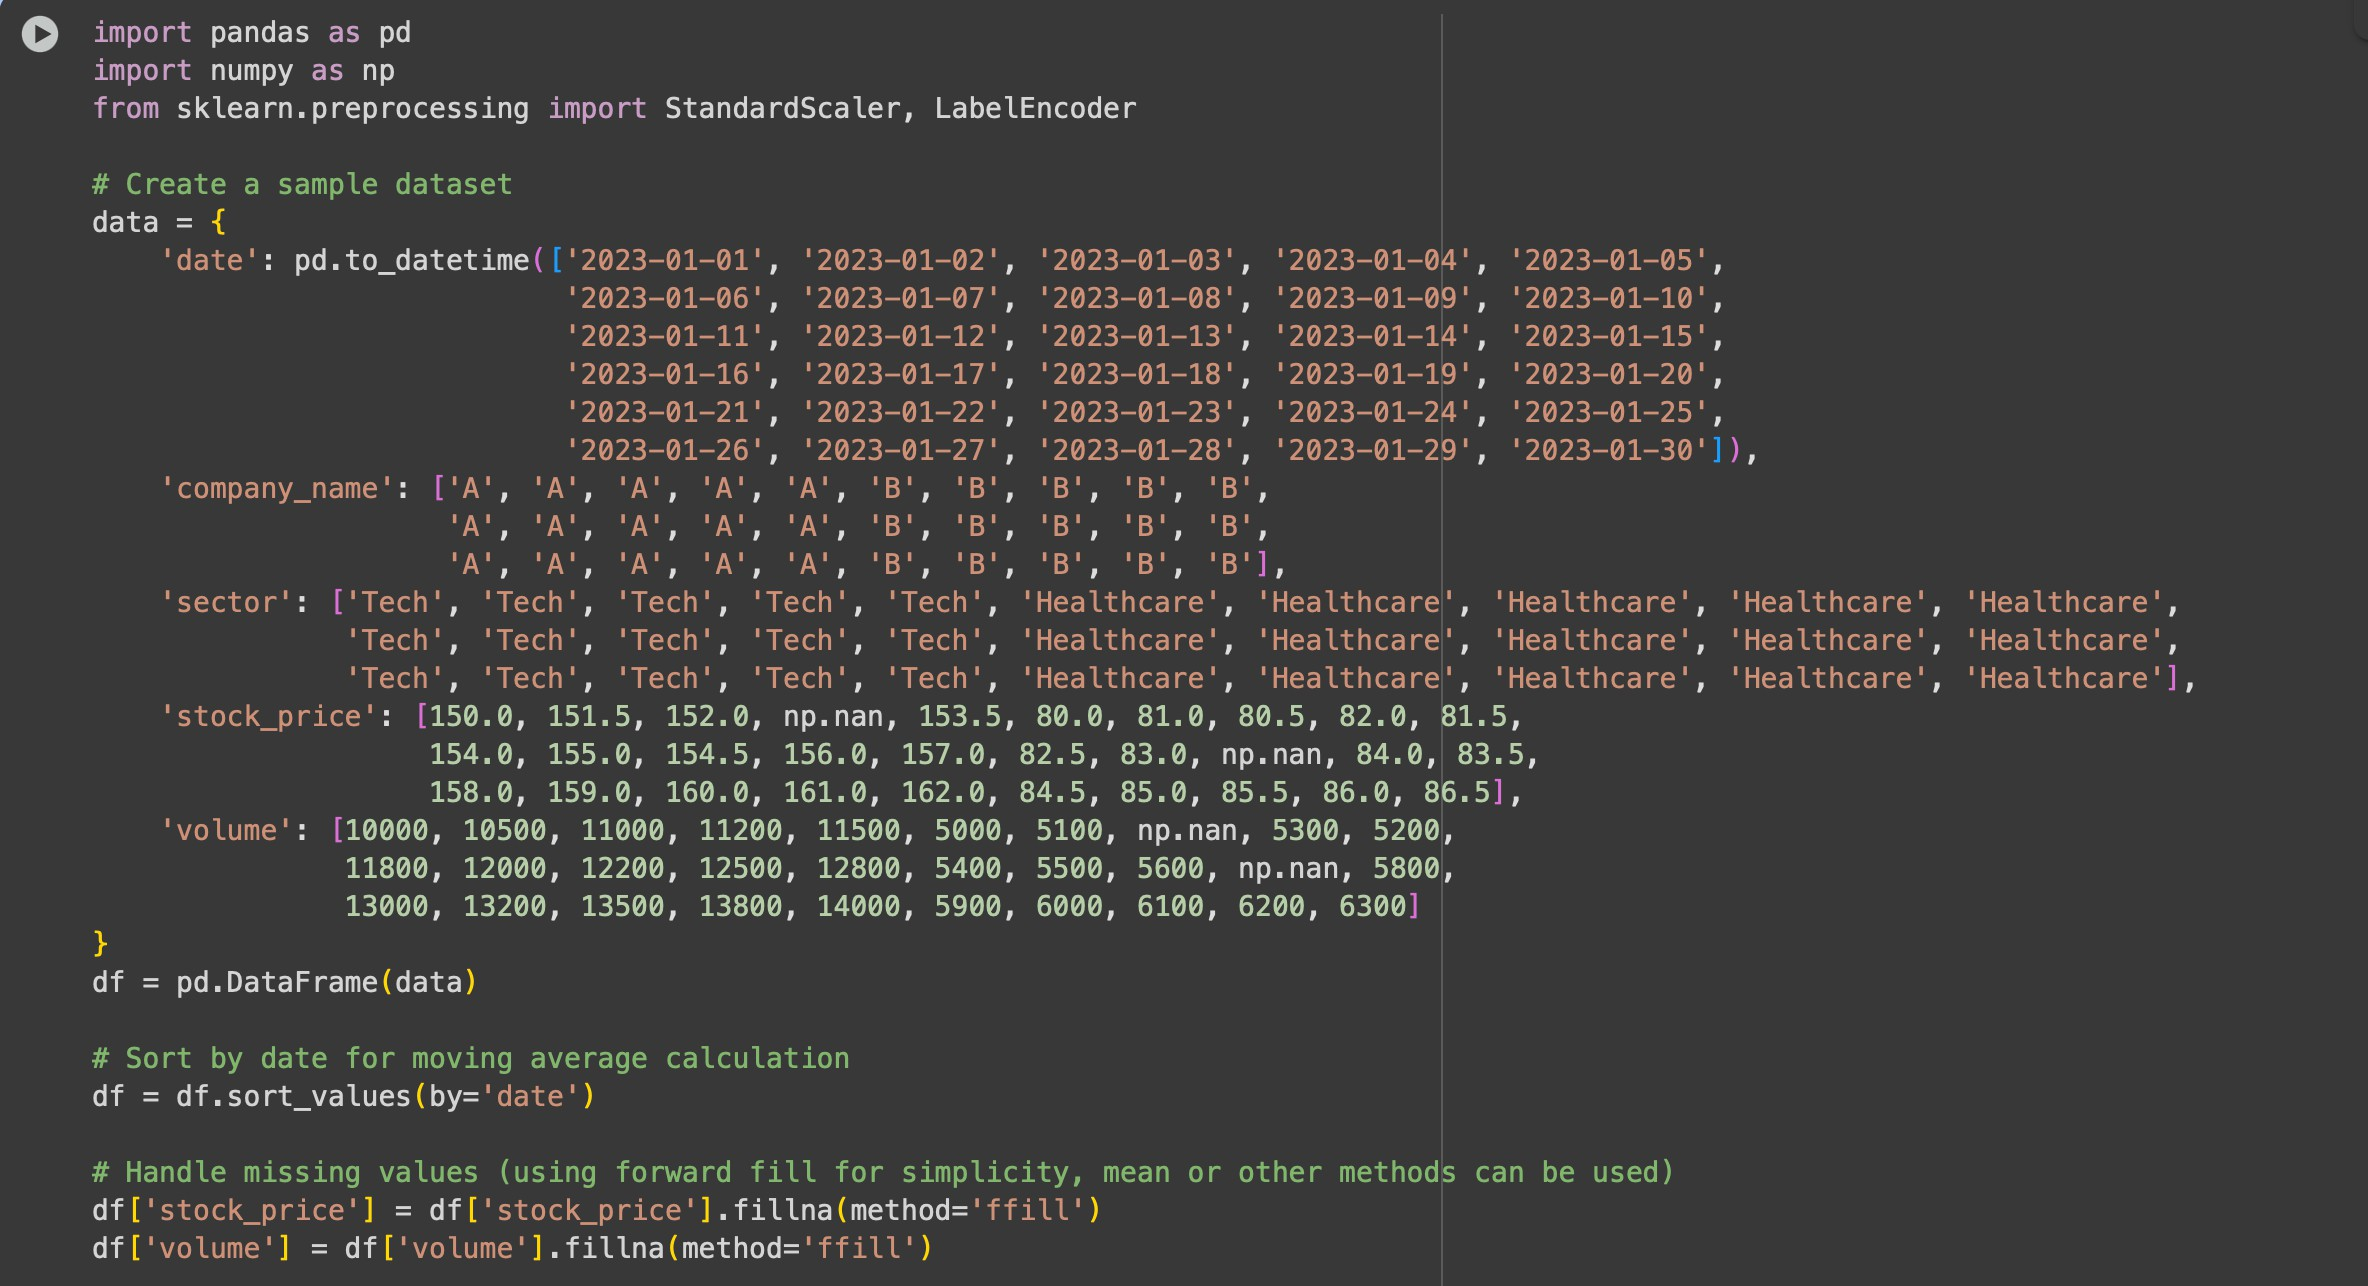 import pandas as pd
import numpy as np
from sklearn.preprocessing import StandardScaler, LabelEncoder

# Create a sample dataset
data = {
    'date': pd.to_datetime(['2023-01-01', '2023-01-02', '2023-01-03', '2023-01-04', '2023-01-05',
                            '2023-01-06', '2023-01-07', '2023-01-08', '2023-01-09', '2023-01-10',
                            '2023-01-11', '2023-01-12', '2023-01-13', '2023-01-14', '2023-01-15',
                            '2023-01-16', '2023-01-17', '2023-01-18', '2023-01-19', '2023-01-20',
                            '2023-01-21', '2023-01-22', '2023-01-23', '2023-01-24', '2023-01-25',
                            '2023-01-26', '2023-01-27', '2023-01-28', '2023-01-29', '2023-01-30']),
    'company_name': ['A', 'A', 'A', 'A', 'A', 'B', 'B', 'B', 'B', 'B',
                     'A', 'A', 'A', 'A', 'A', 'B', 'B', 'B', 'B', 'B',
                     'A', 'A', 'A', 'A', 'A', 'B', 'B', 'B', 'B', 'B'],
    'sector': ['Tech', 'Tech', 'Tech', 'Tech', 'Tech', 'Healthcare', 'Healthcare', 'Healthcare', 'Healthcare', 'Healthcare',
               'Tech', 'Tech', 'Tech', 'Tech', 'Tech', 'Healthcare', 'Healthcare', 'Healthcare', 'Healthcare', 'Healthcare',
               'Tech', 'Tech', 'Tech', 'Tech', 'Tech', 'Healthcare', 'Healthcare', 'Healthcare', 'Healthcare', 'Healthcare'],
    'stock_price': [150.0, 151.5, 152.0, np.nan, 153.5, 80.0, 81.0, 80.5, 82.0, 81.5,
                    154.0, 155.0, 154.5, 156.0, 157.0, 82.5, 83.0, np.nan, 84.0, 83.5,
                    158.0, 159.0, 160.0, 161.0, 162.0, 84.5, 85.0, 85.5, 86.0, 86.5],
    'volume': [10000, 10500, 11000, 11200, 11500, 5000, 5100, np.nan, 5300, 5200,
               11800, 12000, 12200, 12500, 12800, 5400, 5500, 5600, np.nan, 5800,
               13000, 13200, 13500, 13800, 14000, 5900, 6000, 6100, 6200, 6300]
}
df = pd.DataFrame(data)

# Sort by date for moving average calculation
df = df.sort_values(by='date')

# Handle missing values (using forward fill for simplicity, mean or other methods can be used)
df['stock_price'] = df['stock_price'].fillna(method='ffill')
df['volume'] = df['volume'].fillna(method='ffill')